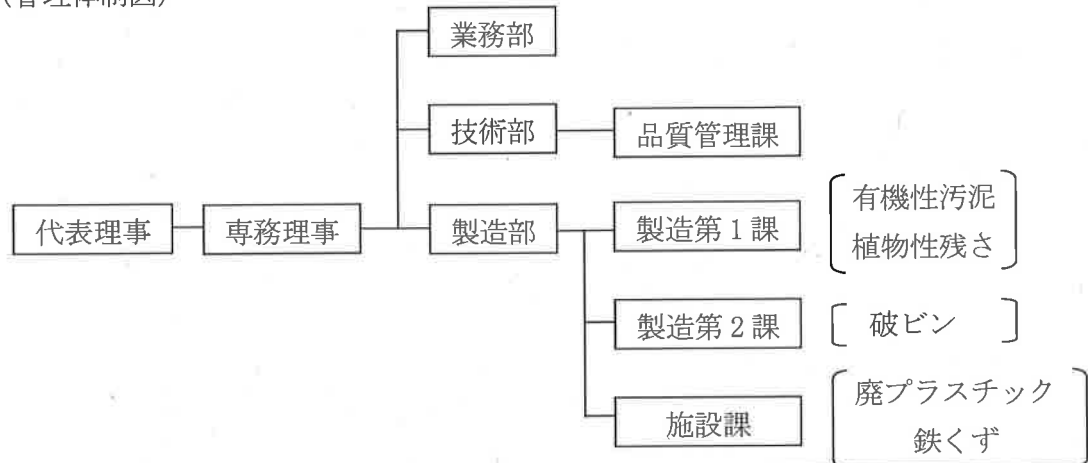 (管理体制図)
業務部
技術部
品質管理課
代表理事
専務理事
製造部
製造第1課
有機性汚泥
植物性残さ
製造第2課
破ビン
施設課
廃プラスチック
鉄くず